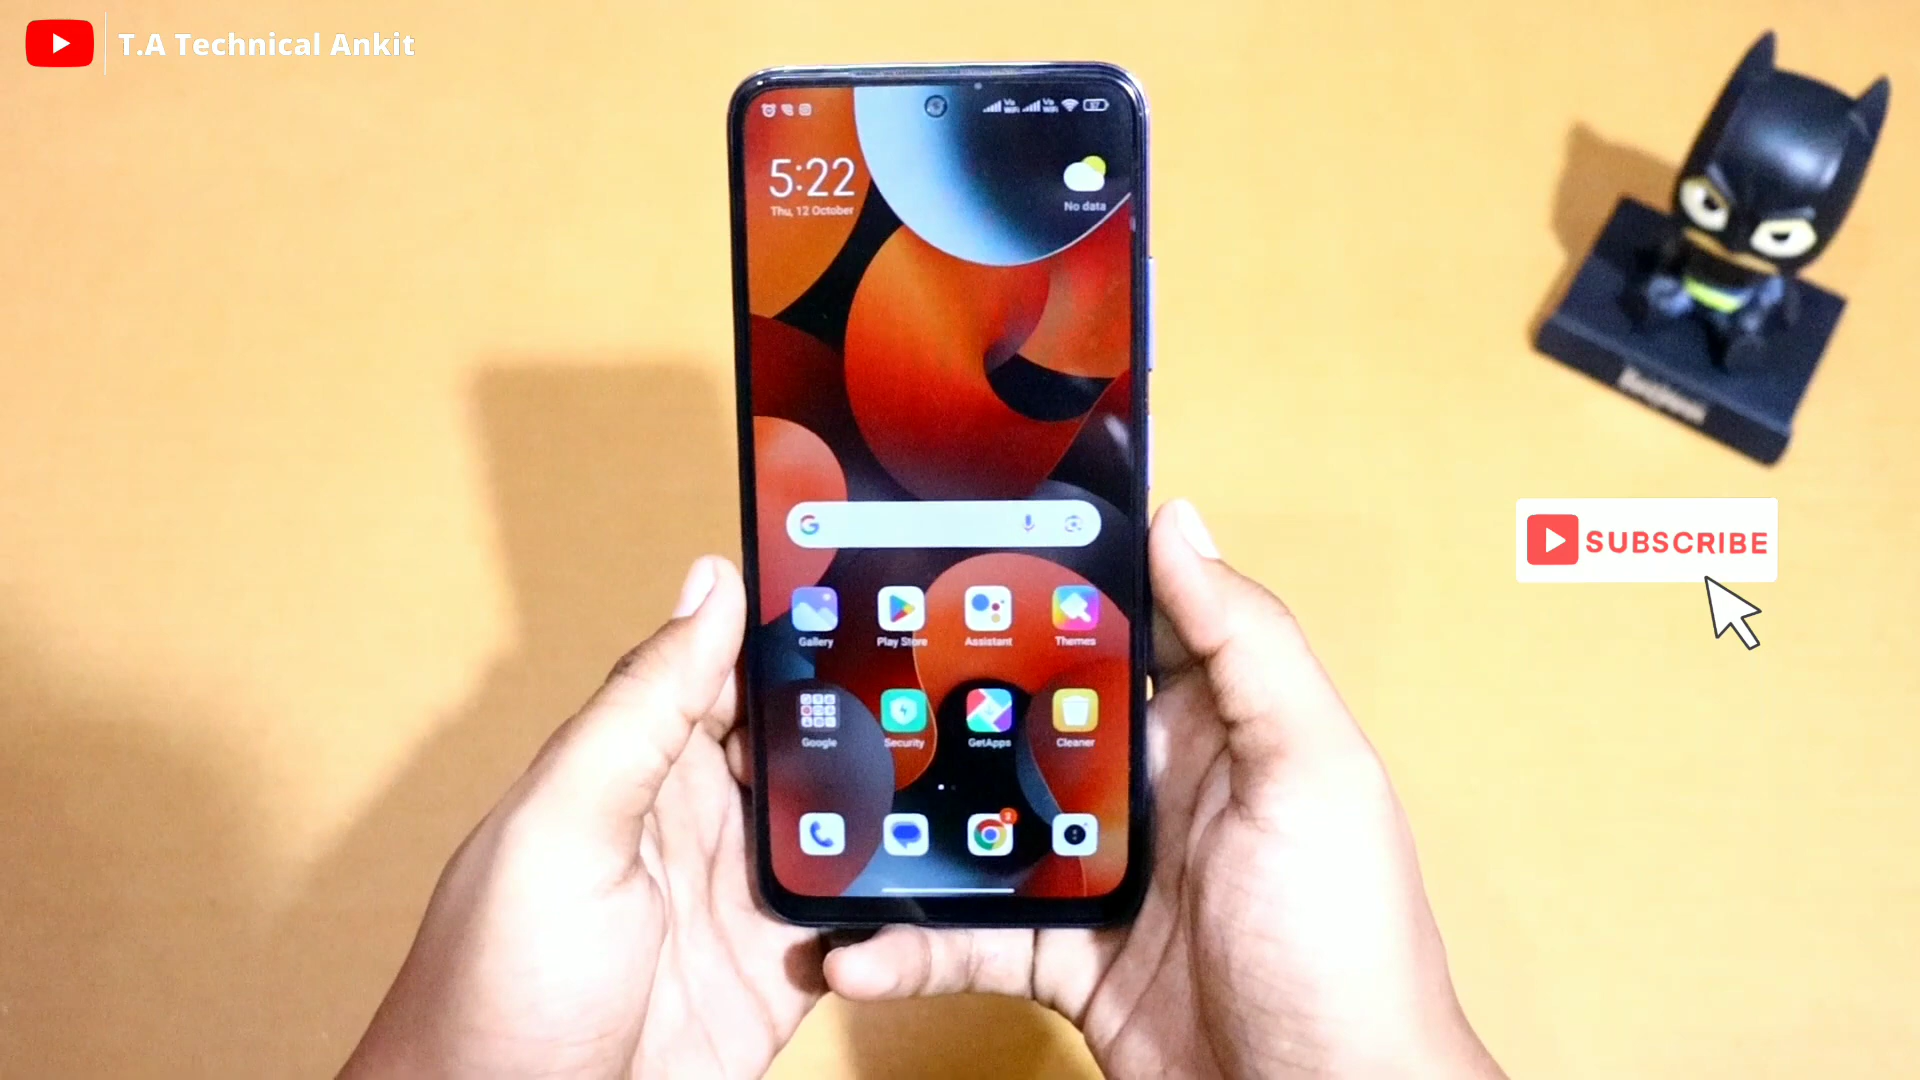 T.A Technical Ankit
5:22
Thu, 12 October
No data
Gallery
Play Store
Assistant
Themes
Google
Security
GetApps
Cleaner
2
SUBSCRIBE